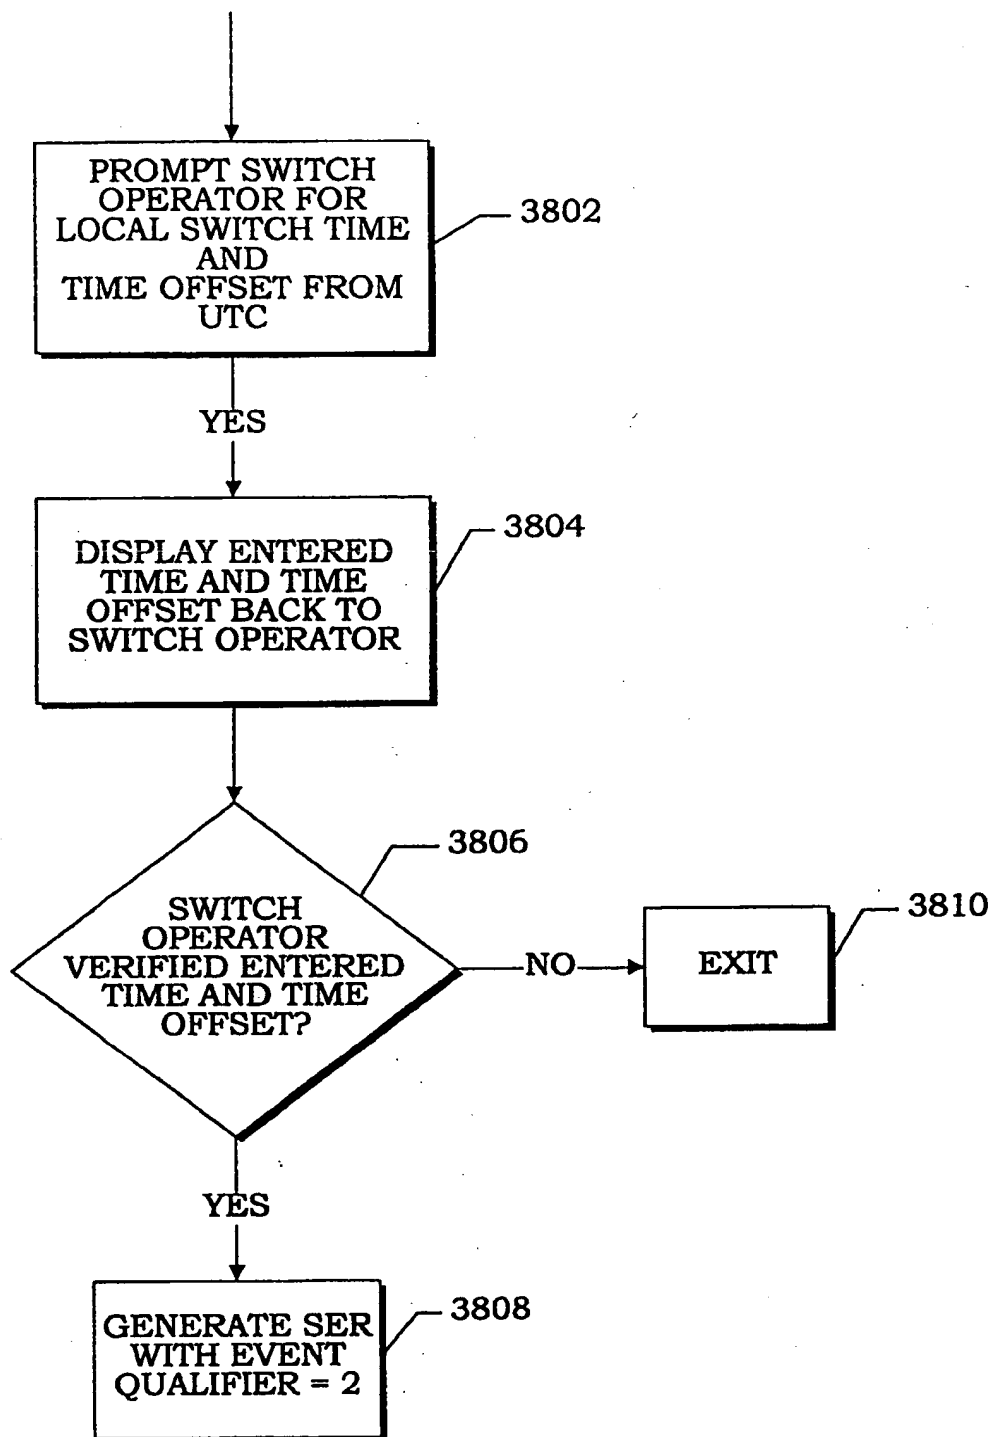 PROMPT SWITCH
OPERATOR FOR
LOCAL SWITCH TIME
AND
TIME OFFSET FROM
UTC
3802
YES
DISPLAY ENTERED
TIME AND TIME
OFFSET BACK TO
SWITCH OPERATOR
3804
3806
SWITCH
OPERATOR
VERIFIED ENTERED
TIME AND TIME
OFFSET?
NO
EXIT
3810
YES
GENERATE SER
WITH EVENT
QUALIFIER = 2
3808